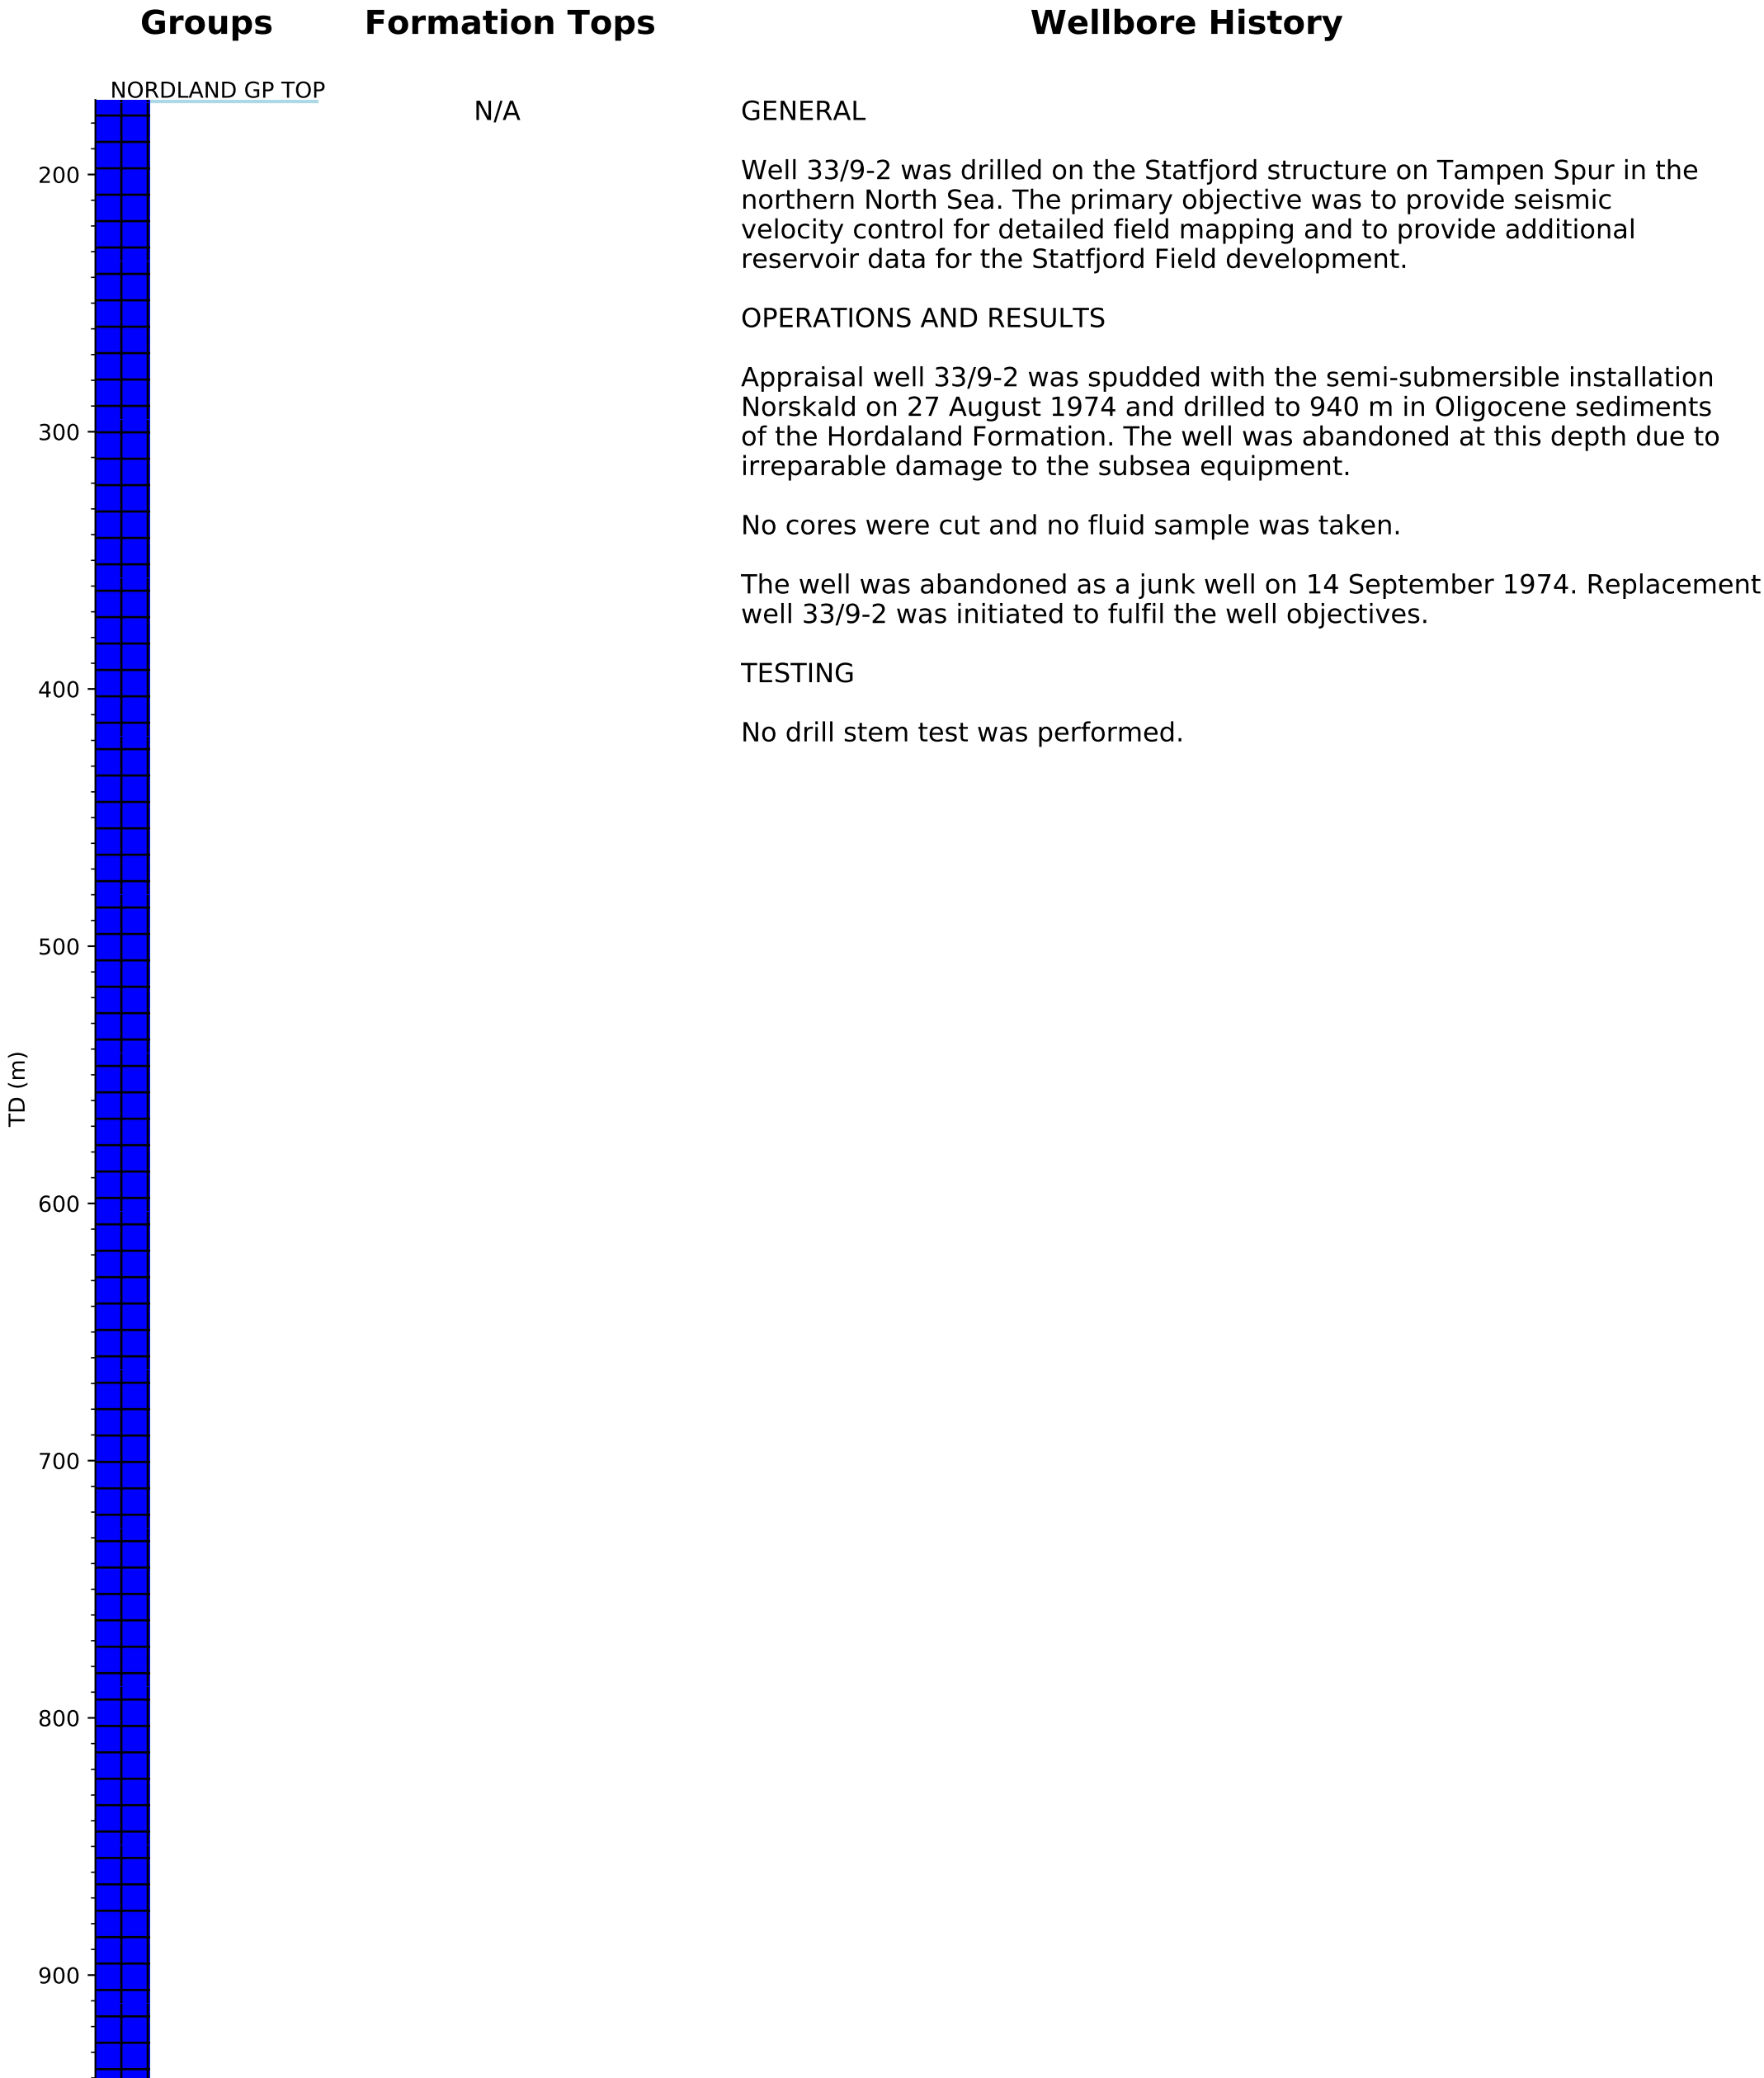 Groups Formation Tops Wellbore History
NORDLAND GP TOP
N/A
GENERAL
Well 33/9-2 was drilled on the Statfjord structure on Tampen Spur in the
northern North Sea. The primary objective was to provide seismic
velocity control for detailed field mapping and to provide additional
reservoir data for the Statfjord Field development.
OPERATIONS AND RESULTS
Appraisal well 33/9-2 was spudded with the semi-submersible installation
Norskald on 27 August 1974 and drilled to 940 m in Oligocene sediments
of the Hordaland Formation. The well was abandoned at this depth due to
irreparable damage to the subsea equipment.
No cores were cut and no fluid sample was taken.
The well was abandoned as a junk well on 14 September 1974. Replacement
well 33/9-2 was initiated to fulfil the well objectives.
TESTING
No drill stem test was performed.
200
300
400
500
600
700
800
900
TD (m)